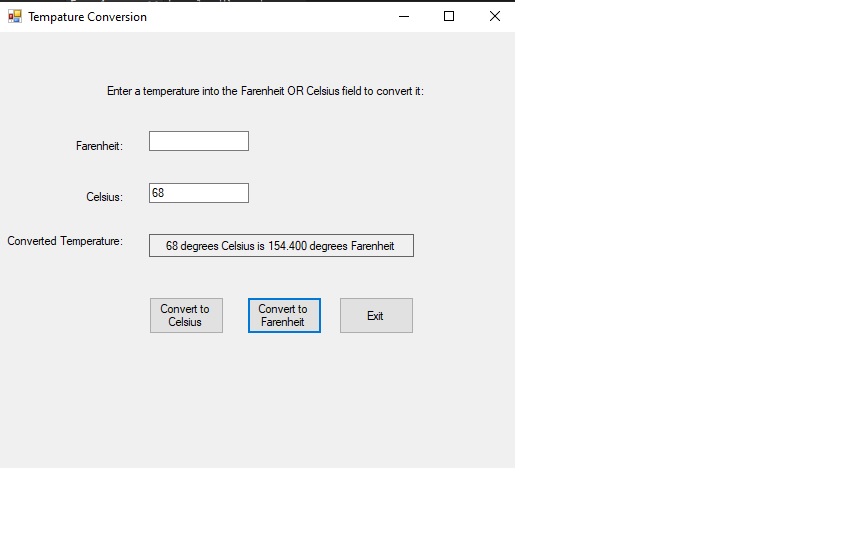 Tempature Conversion
Enter a temperature into the Farenheit OR Celsius field to convert it:
Farenheit:
Celsius: 68
Converted Temperature: 68 degrees Celsius is 154.400 degrees Farenheit
Convert to Celsius
Convert to Farenheit
Exit